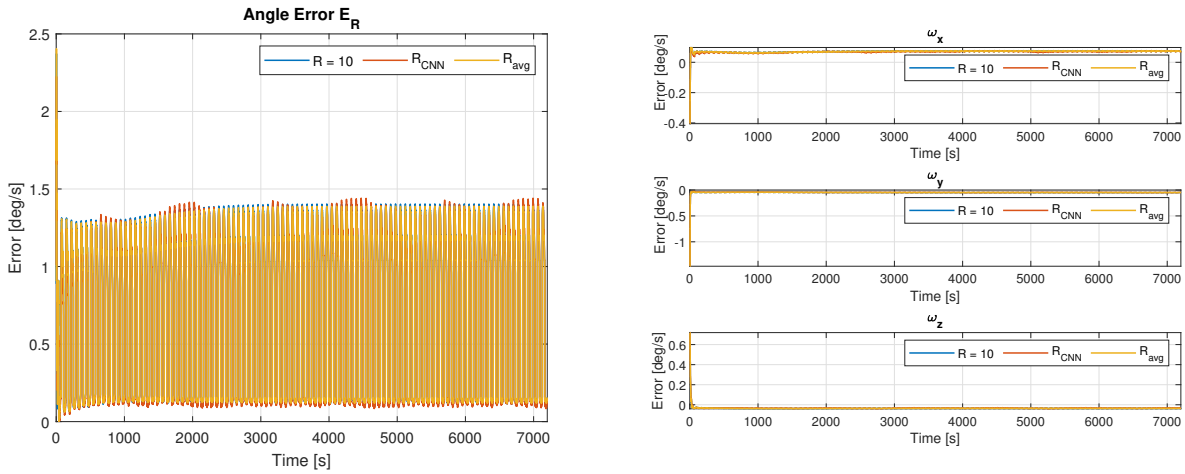 Angle Error E_R
2.5
2
1.5
1
0.5
0
Error [deg/s]
R = 10 R_CNN R_avg
0 1000 2000 3000 4000 5000 6000 7000
Time [s]
ω_x
0
-0.2
-0.4
Error [deg/s]
R = 10 R_CNN R_avg
0 1000 2000 3000 4000 5000 6000 7000
Time [s]
ω_y
0
-0.5
-1
Error [deg/s]
R = 10 R_CNN R_avg
0 1000 2000 3000 4000 5000 6000 7000
Time [s]
ω_z
0.6
0.4
0.2
0
Error [deg/s]
R = 10 R_CNN R_avg
0 1000 2000 3000 4000 5000 6000 7000
Time [s]